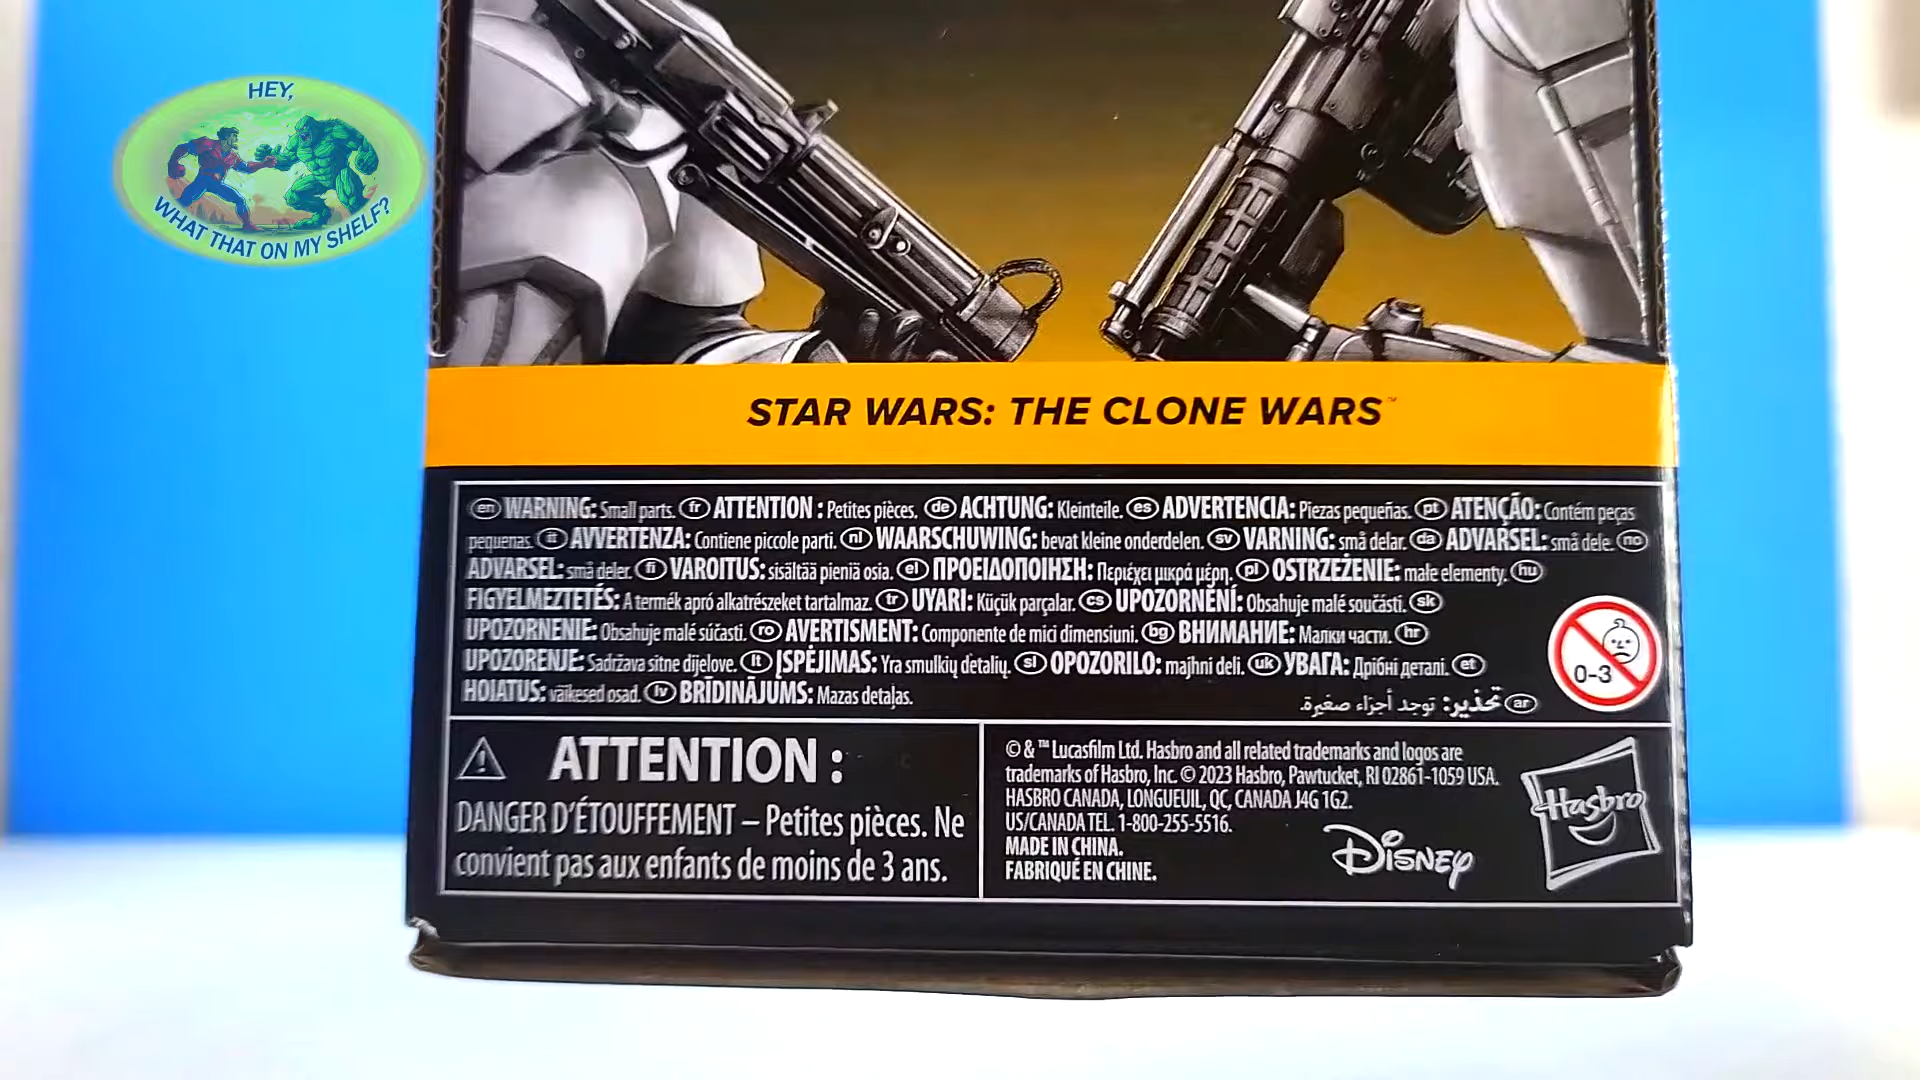 HEY,
WHAT THAT ON MY SHELF?
STAR WARS: THE CLONE WARS™
en WARNING: Small parts. fr ATTENTION : Petites pièces. de ACHTUNG: Kleinteile. es ADVERTENCIA: Piezas pequeñas. pt ATENÇÃO: Contém peças
pequenas. it AVVERTENZA: Contiene piccole parti. nl WAARSCHUWING: bevat kleine onderdelen. sv VARNING: små delar. da ADVARSEL: små dele. no
ADVARSEL: små deler. fi VAROITUS: sisältää pieniä osia. el ΠΡΟΕΙΔΟΠΟΙΗΣΗ: Περιέχει μικρά μέρη. pl OSTRZEŻENIE: małe elementy. hu
FIGYELMEZTETÉS: A termék apró alkatrészeket tartalmaz. tr UYARI: Küçük parçalar. cs UPOZORNĚNÍ: Obsahuje malé součásti. sk
UPOZORNENIE: Obsahuje malé súčasti. ro AVERTISMENT: Componente de mici dimensiuni. bg ВНИМАНИЕ: Малки части. hr
UPOZORENJE: Sadržava sitne dijelove. lt ĮSPĖJIMAS: Yra smulkių detalių. sl OPOZORILO: majhni deli. uk УВАГА: Дрібні деталі. et
HOIATUS: väikesed osad. lv BRĪDINĀJUMS: Mazas detaļas.
ar تحذير: توجد أجزاء صغيرة.
0-3
ATTENTION :
DANGER D'ÉTOUFFEMENT – Petites pièces. Ne
convient pas aux enfants de moins de 3 ans.
© & ™ Lucasfilm Ltd. Hasbro and all related trademarks and logos are
trademarks of Hasbro, Inc. © 2023 Hasbro, Pawtucket, RI 02861-1059 USA.
HASBRO CANADA, LONGUEUIL, QC, CANADA J4G 1G2.
US/CANADA TEL. 1-800-255-5516.
MADE IN CHINA.
FABRIQUÉ EN CHINE.
Disney
Hasbro